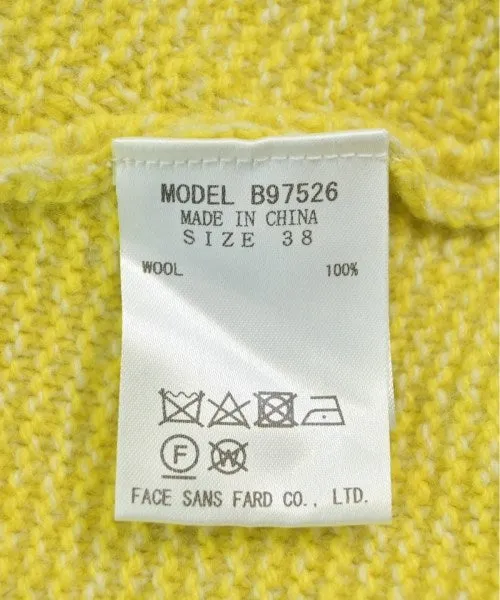 MODEL B97526
MADE IN CHINA
SIZE 38
WOOL 100%
F W
FACE SANS FARD CO., LTD.